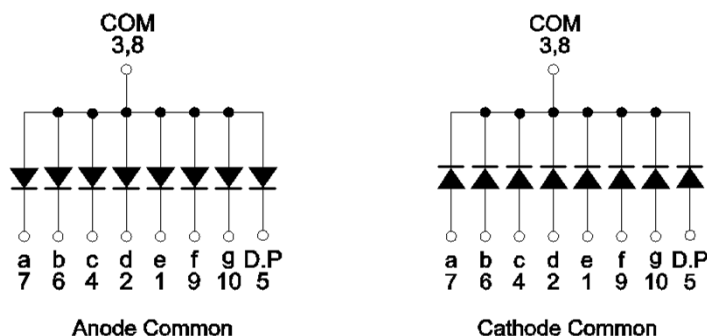 COM
3,8
a b c d e f g D.P
7 6 4 2 1 9 10 5
Anode Common
COM
3,8
a b c d e f g D.P
7 6 4 2 1 9 10 5
Cathode Common